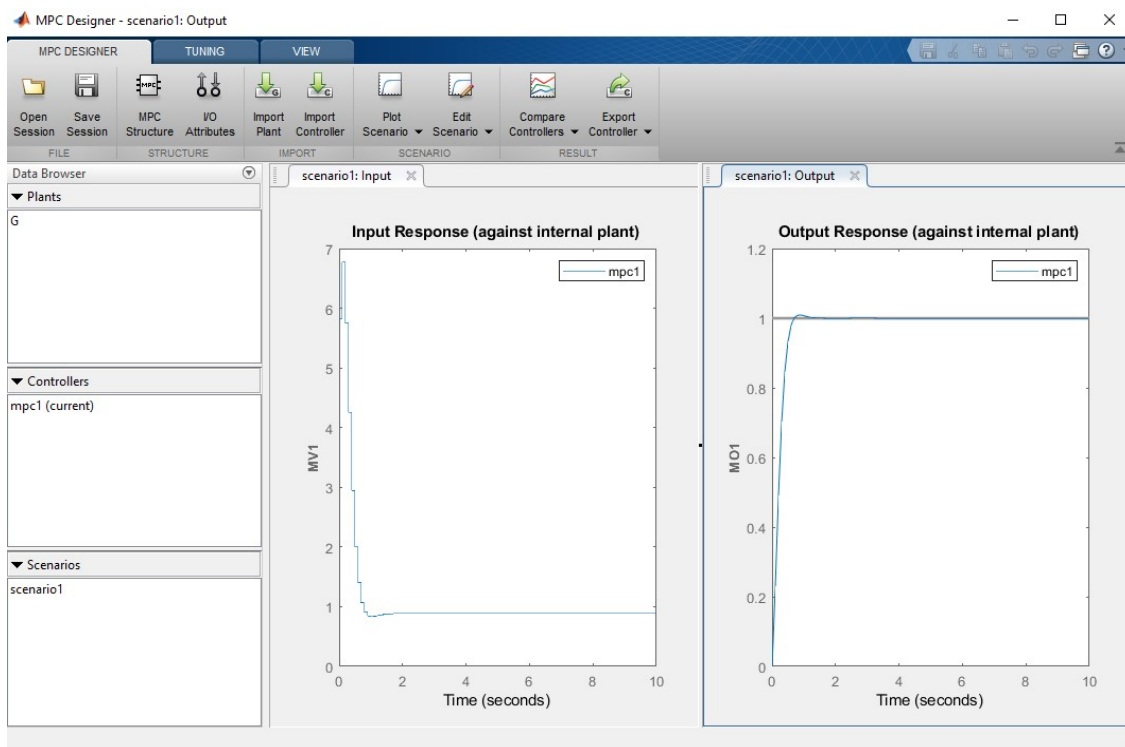 MPC Designer - scenario1: Output
MPC DESIGNER TUNING VIEW
Open Session
Save Session
MPC Structure
I/O Attributes
Import Plant
Import Controller
Plot Scenario
Edit Scenario
Compare Controllers
Export Controller
FILE STRUCTURE IMPORT SCENARIO RESULT
Data Browser
Plants
G
Controllers
mpc1 (current)
Scenarios
scenario1
scenario1: Input
Input Response (against internal plant)
mpc1
MV1
7
6
5
4
3
2
1
0
0 2 4 6 8 10
Time (seconds)
scenario1: Output
Output Response (against internal plant)
mpc1
MO1
1.2
1
0.8
0.6
0.4
0.2
0
0 2 4 6 8 10
Time (seconds)